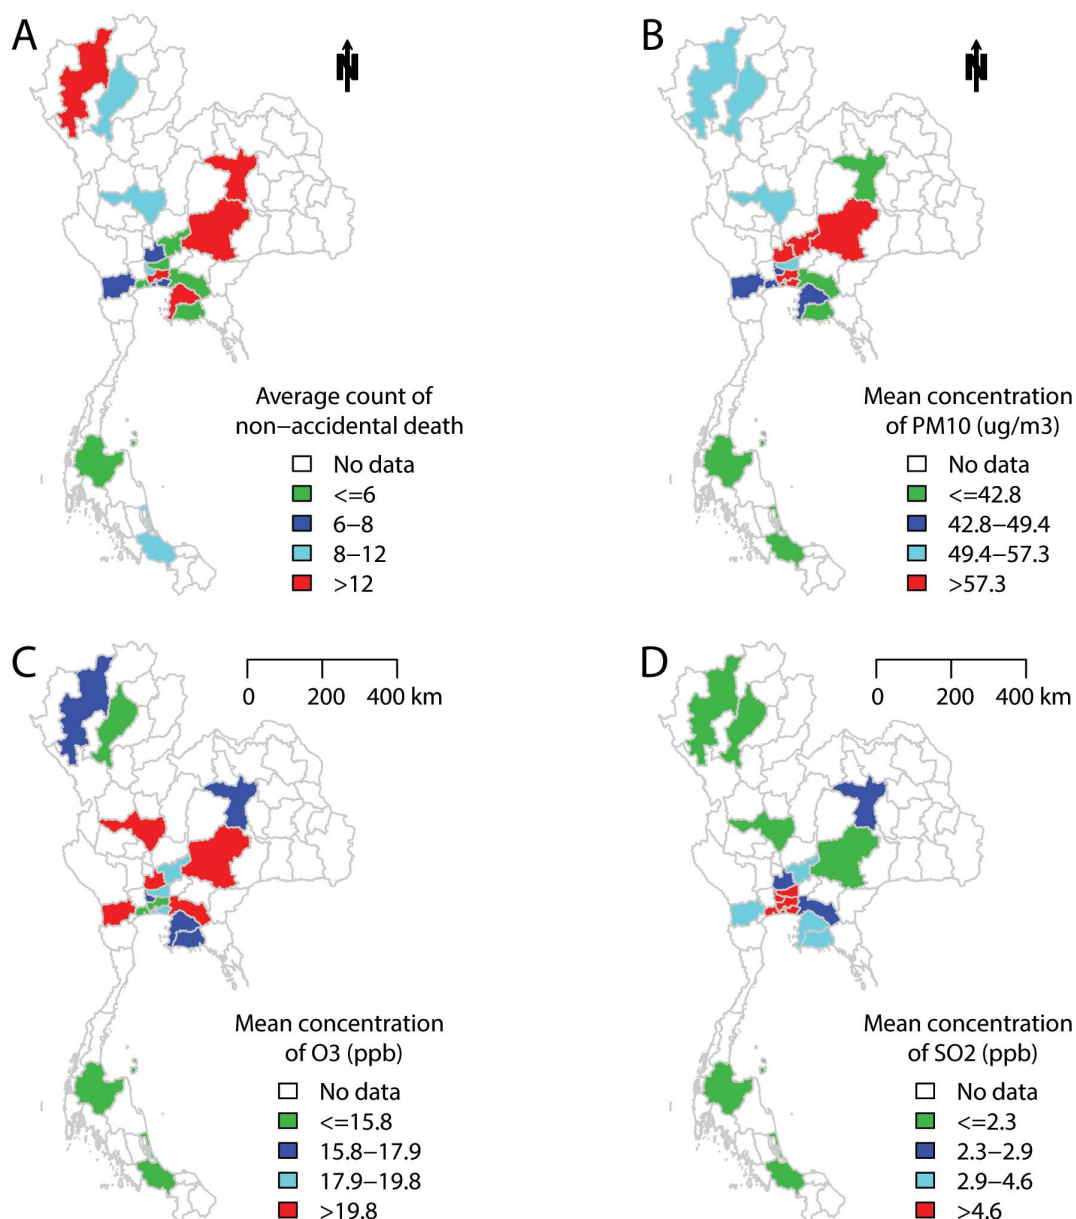 A
N
B
N
Average count of
non−accidental death
No data
<=6
6−8
8−12
>12
Mean concentration
of PM10 (ug/m3)
No data
<=42.8
42.8−49.4
49.4−57.3
>57.3
C
0 200 400 km
D
0 200 400 km
Mean concentration
of O3 (ppb)
No data
<=15.8
15.8−17.9
17.9−19.8
>19.8
Mean concentration
of SO2 (ppb)
No data
<=2.3
2.3−2.9
2.9−4.6
>4.6